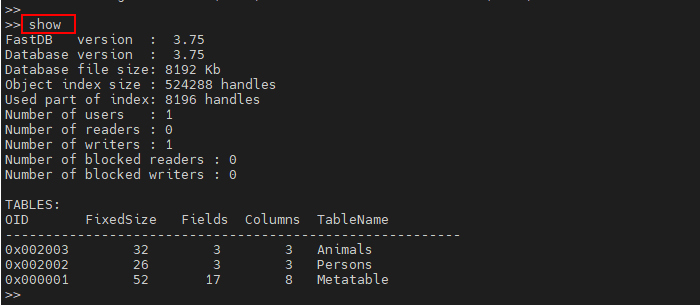 >>
>> show
FastDB   version  :  3.75
Database version  :  3.75
Database file size: 8192 Kb
Object index size : 524288 handles
Used part of index: 8196 handles
Number of users   : 1
Number of readers : 0
Number of writers : 1
Number of blocked readers : 0
Number of blocked writers : 0

TABLES:
OID       FixedSize   Fields  Columns  TableName
-----------------------------------------------------------
0x002003        32         3        3   Animals
0x002002        26         3        3   Persons
0x000001        52        17        8   Metatable
>>